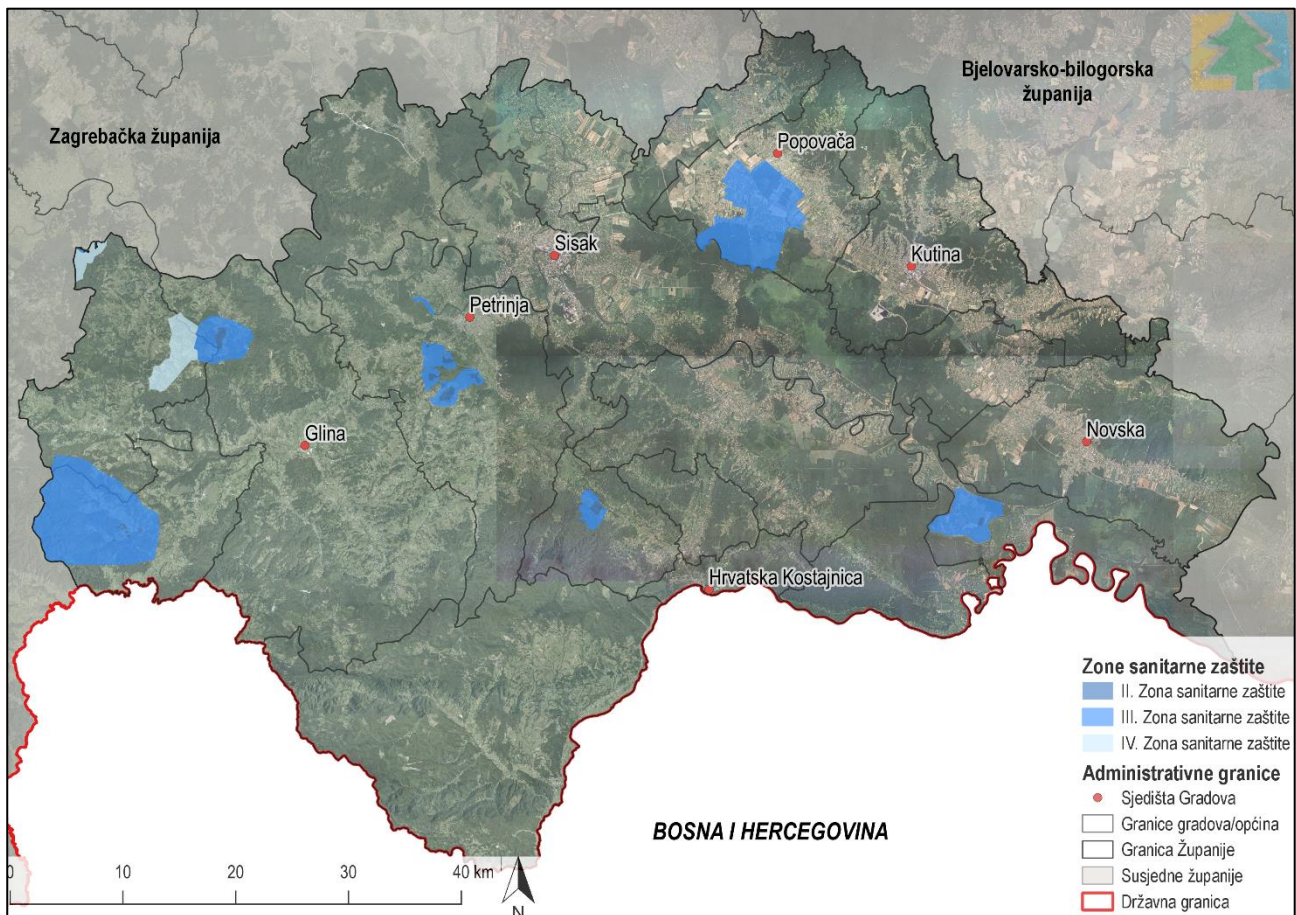 Zagrebačka županija
Bjelovarsko-bilogorska
županija
Popovača
Sisak
Kutina
Petrinja
Glina
Novska
Hrvatska Kostajnica
BOSNA I HERCEGOVINA
Zone sanitarne zaštite
II. Zona sanitarne zaštite
III. Zona sanitarne zaštite
IV. Zona sanitarne zaštite
Administrativne granice
Sjedišta Gradova
Granice gradova/općina
Granica Županije
Susjedne županije
Državna granica
0 10 20 30 40 km
N